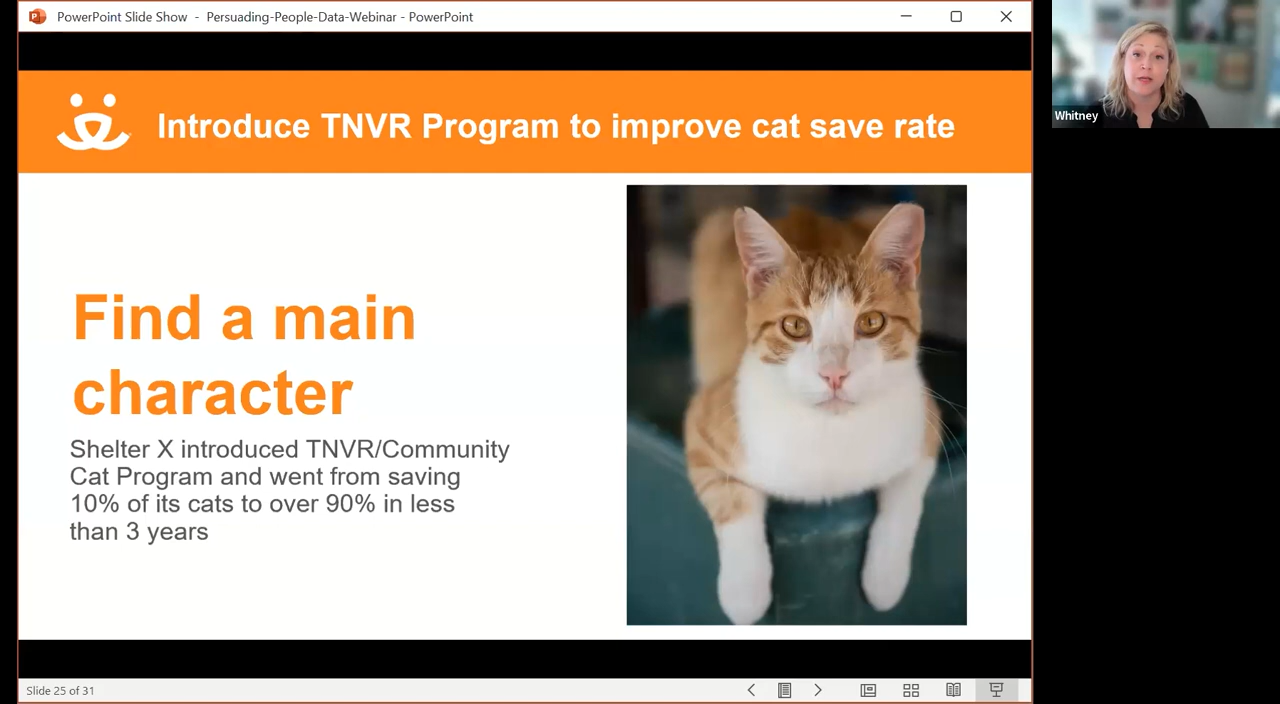 PowerPoint Slide Show - Persuading-People-Data-Webinar - PowerPoint
Whitney
Introduce TNVR Program to improve cat save rate
Find a main
character
Shelter X introduced TNVR/Community
Cat Program and went from saving
10% of its cats to over 90% in less
than 3 years
Slide 25 of 31